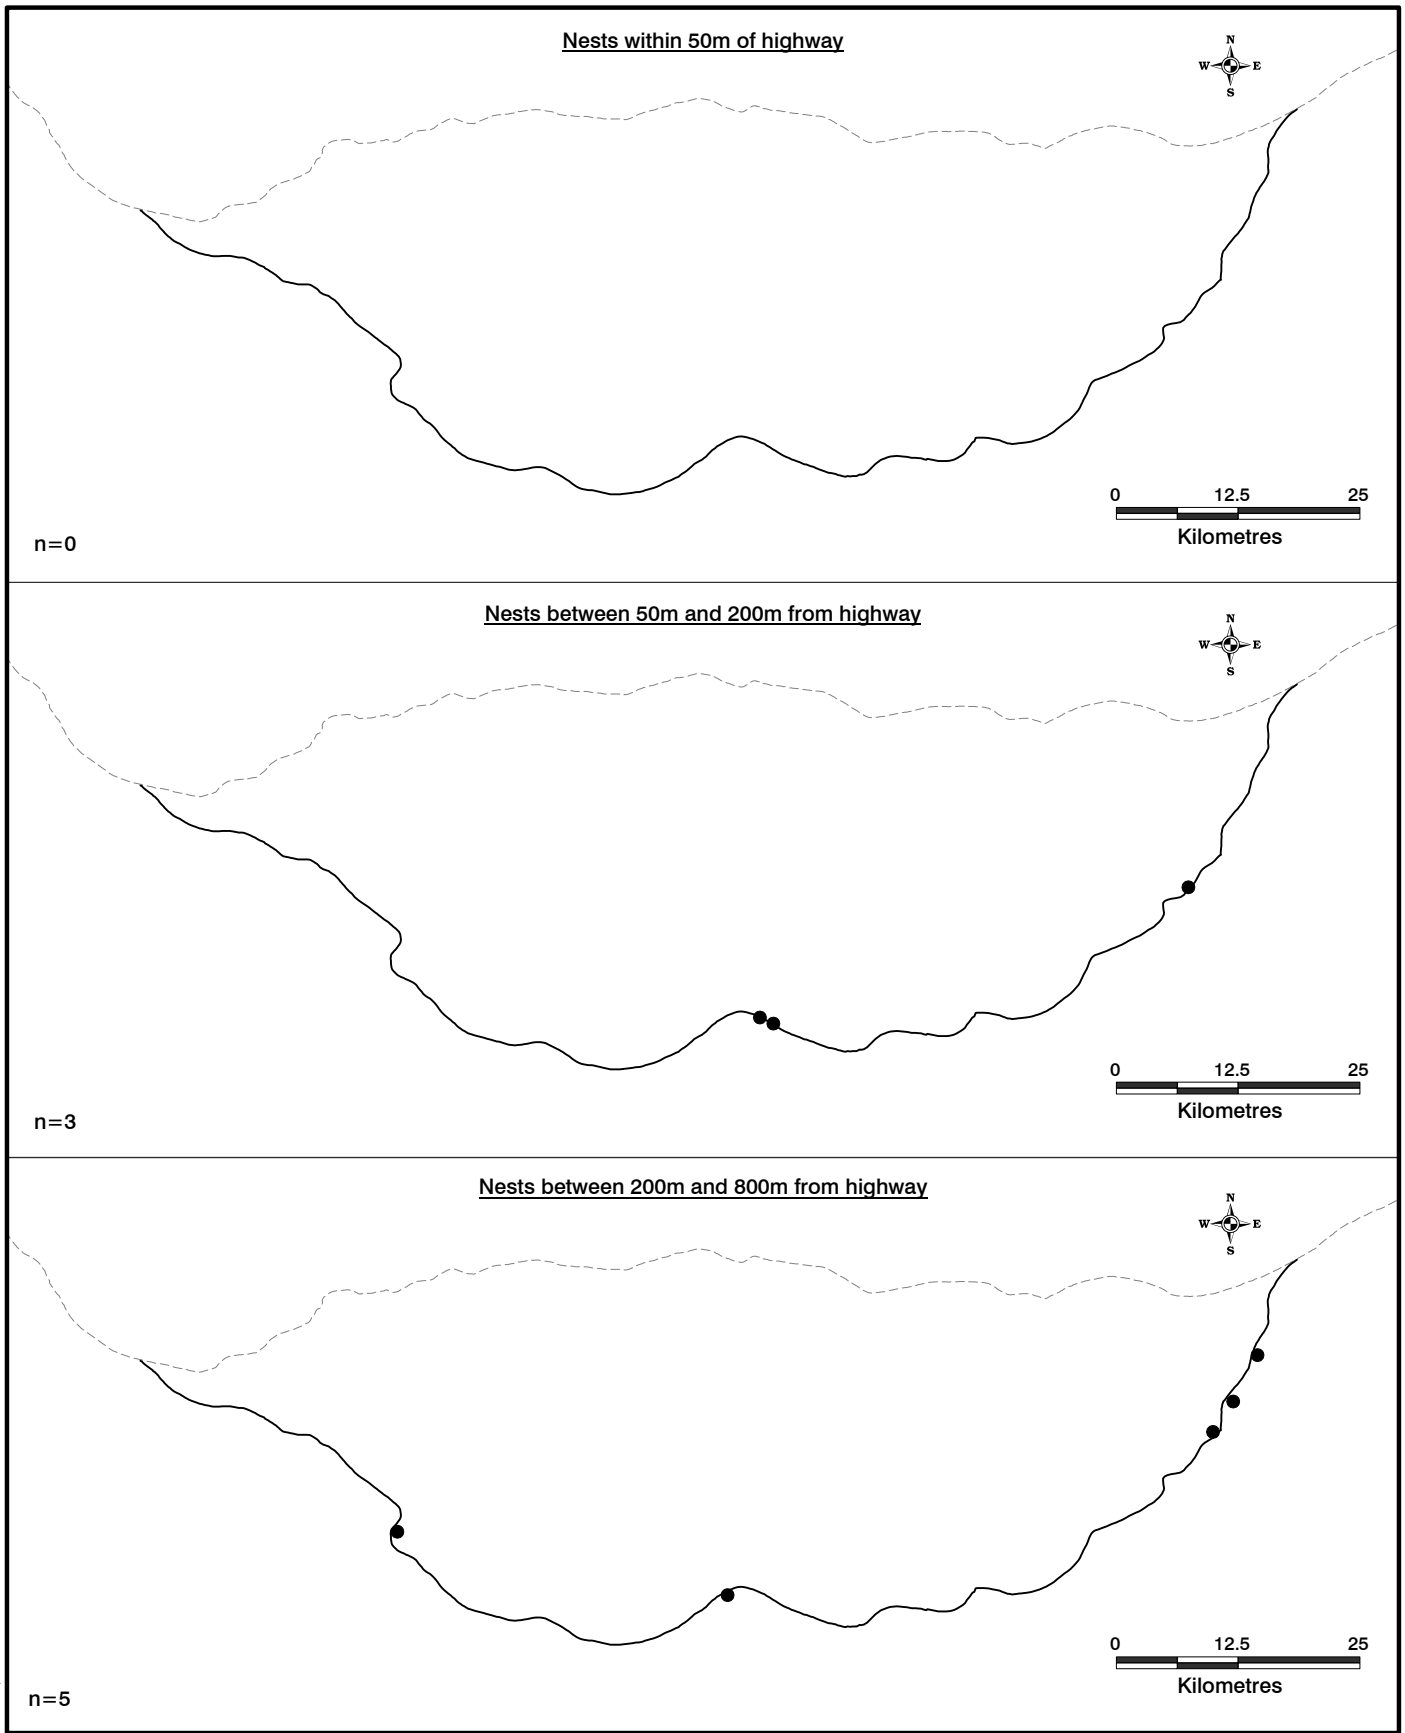 Nests within 50m of highway
N
W E
S
0 12.5 25
Kilometres
n=0
Nests between 50m and 200m from highway
N
W E
S
0 12.5 25
Kilometres
n=3
Nests between 200m and 800m from highway
N
W E
S
0 12.5 25
Kilometres
n=5